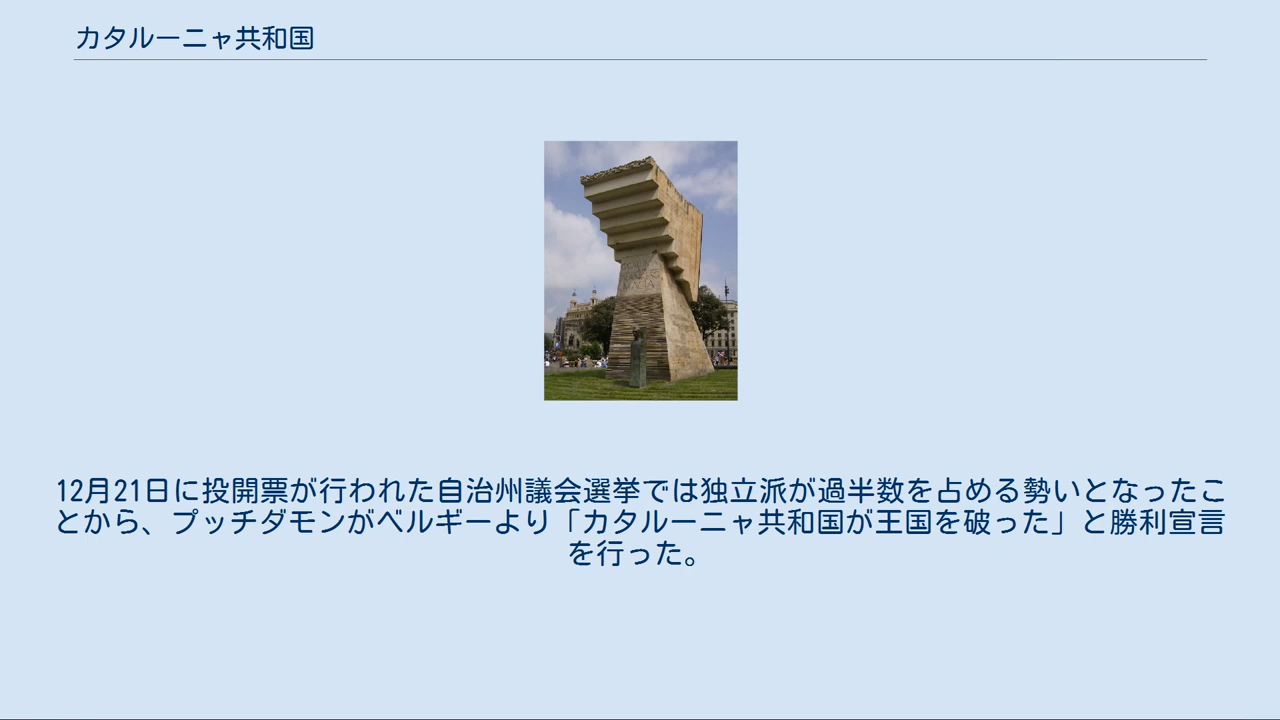 カタルーニャ共和国
12月21日に投開票が行われた自治州議会選挙では独立派が過半数を占める勢いとなったこ
とから、プッチダモンがベルギーより「カタルーニャ共和国が王国を破った」と勝利宣言
を行った。